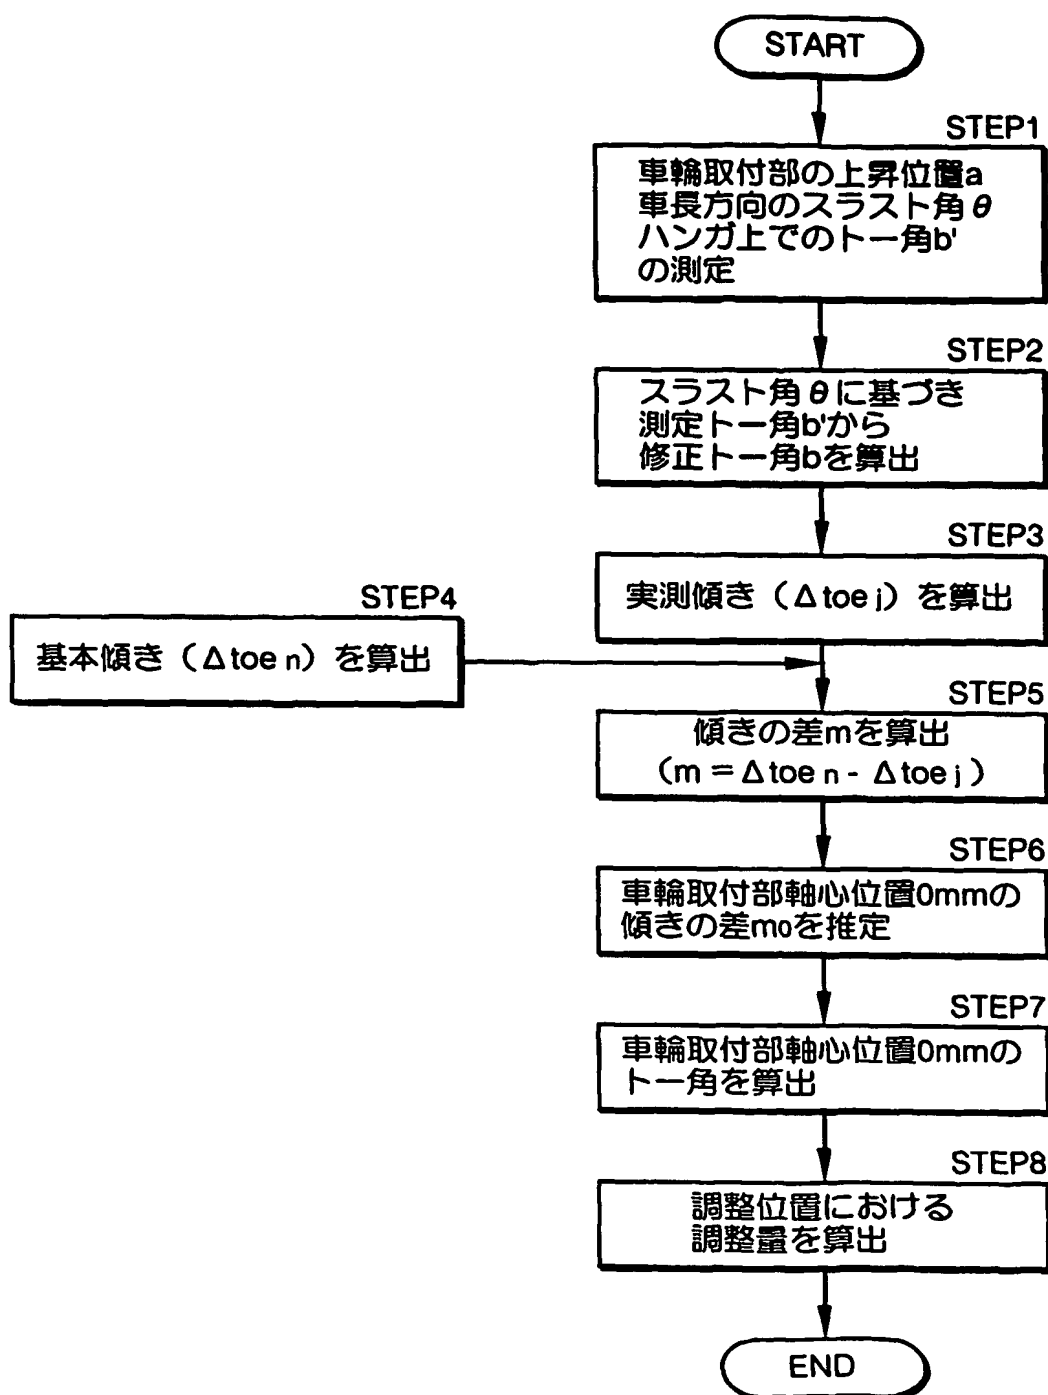 START
STEP1
車輪取付部の上昇位置a
車長方向のスラスト角θ
ハンガ上でのトー角b'
の測定
STEP2
スラスト角θに基づき
測定トー角b'から
修正トー角bを算出
STEP3
実測傾き（Δtoe j）を算出
STEP4
基本傾き（Δtoe n）を算出
STEP5
傾きの差mを算出
（m = Δtoe n - Δtoe j）
STEP6
車輪取付部軸心位置0mmの
傾きの差m0を推定
STEP7
車輪取付部軸心位置0mmの
トー角を算出
STEP8
調整位置における
調整量を算出
END